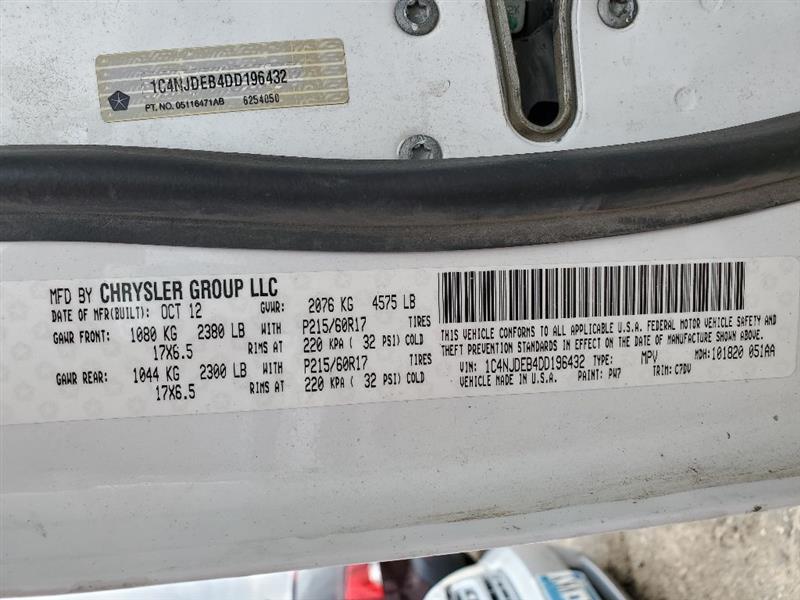 1C4NJDEB4DD196432
PT. NO. 05116471AB 6254050
MFD BY CHRYSLER GROUP LLC
DATE OF MFR(BUILT): OCT 12 GVWR: 2076 KG 4575 LB
GAWR FRONT: 1080 KG 2380 LB WITH P215/60R17 TIRES
17X6.5 RIMS AT 220 KPA ( 32 PSI) COLD
GAWR REAR: 1044 KG 2300 LB WITH P215/60R17 TIRES
17X6.5 RIMS AT 220 KPA ( 32 PSI) COLD
THIS VEHICLE CONFORMS TO ALL APPLICABLE U.S.A. FEDERAL MOTOR VEHICLE SAFETY AND
THEFT PREVENTION STANDARDS IN EFFECT ON THE DATE OF MANUFACTURE SHOWN ABOVE.
VIN: 1C4NJDEB4DD196432 TYPE: MPV MDH: 101820 051AA
VEHICLE MADE IN U.S.A. PAINT: PW7 TRIM: C7DV